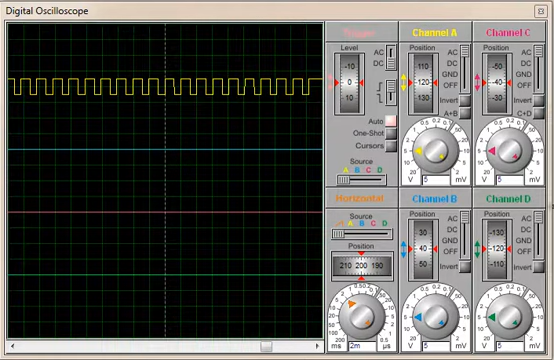 Digital Oscilloscope
Trigger
Level
-10
0
10
AC
DC
Auto
One-Shot
Cursors
Source
A B C D
Channel A
Position
110
120
130
AC
DC
GND
OFF
Invert
A+B
V 5 mV
Channel C
Position
-50
-40
-30
AC
DC
GND
OFF
Invert
C+D
V 5 mV
Horizontal
Source
A B C D
Position
210 200 190
ms 2m µs
Channel B
Position
30
40
50
AC
DC
GND
OFF
Invert
V 5 mV
Channel D
Position
-130
-120
-110
AC
DC
GND
OFF
Invert
V 5 mV